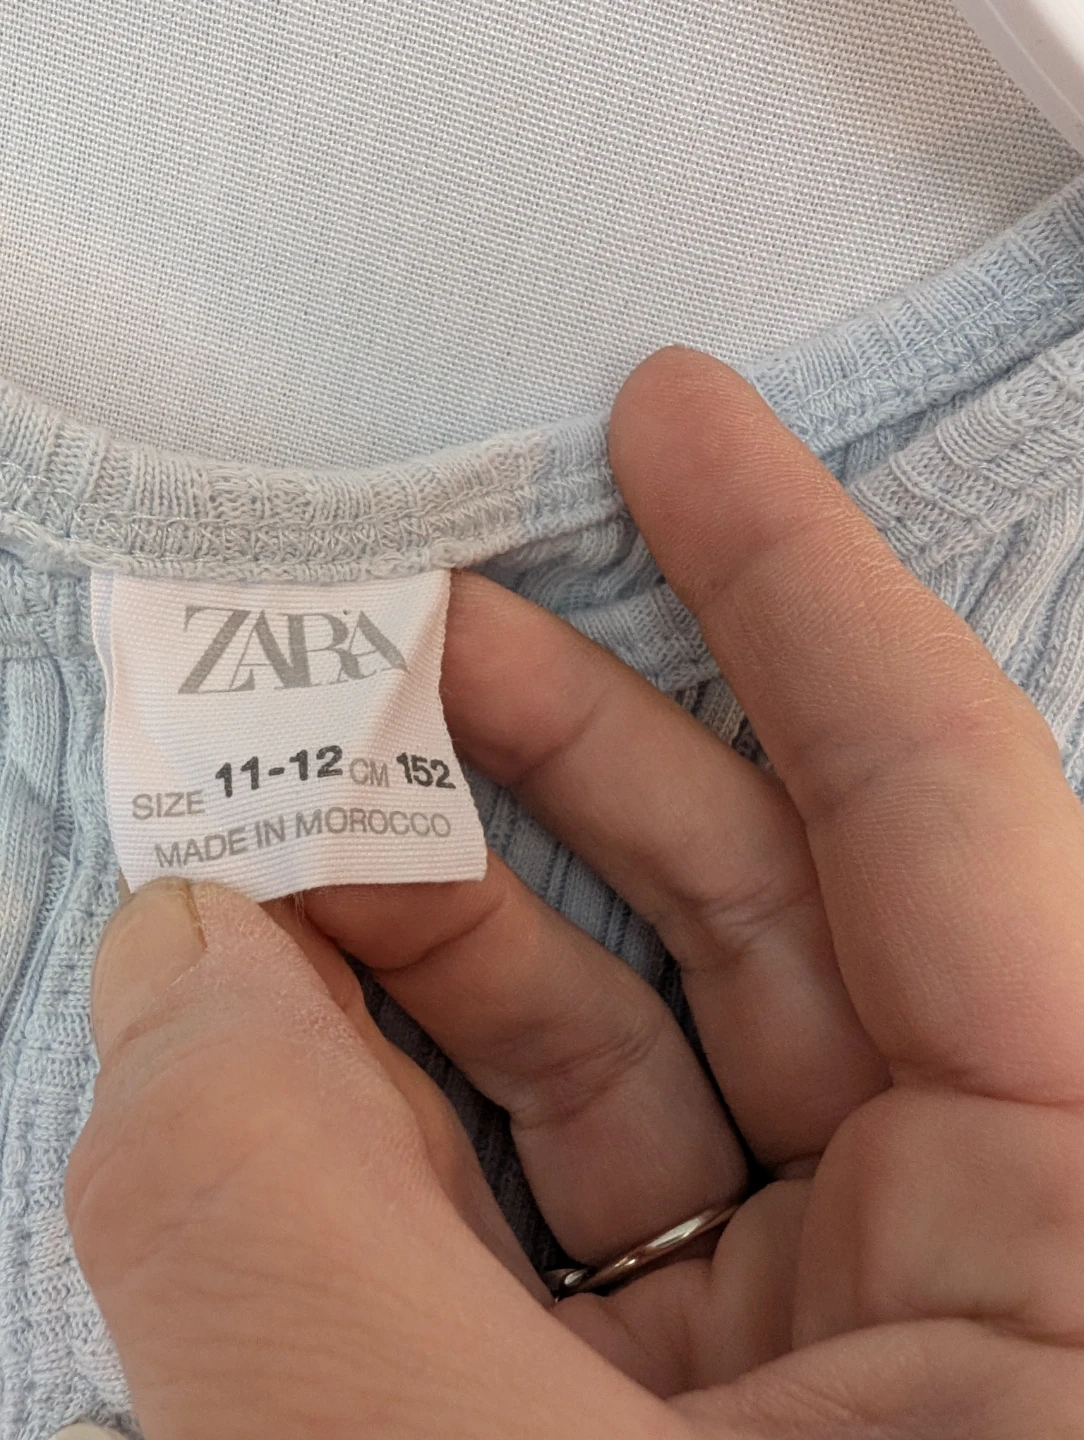 ZARA
SIZE 11-12 CM 152
MADE IN MOROCCO